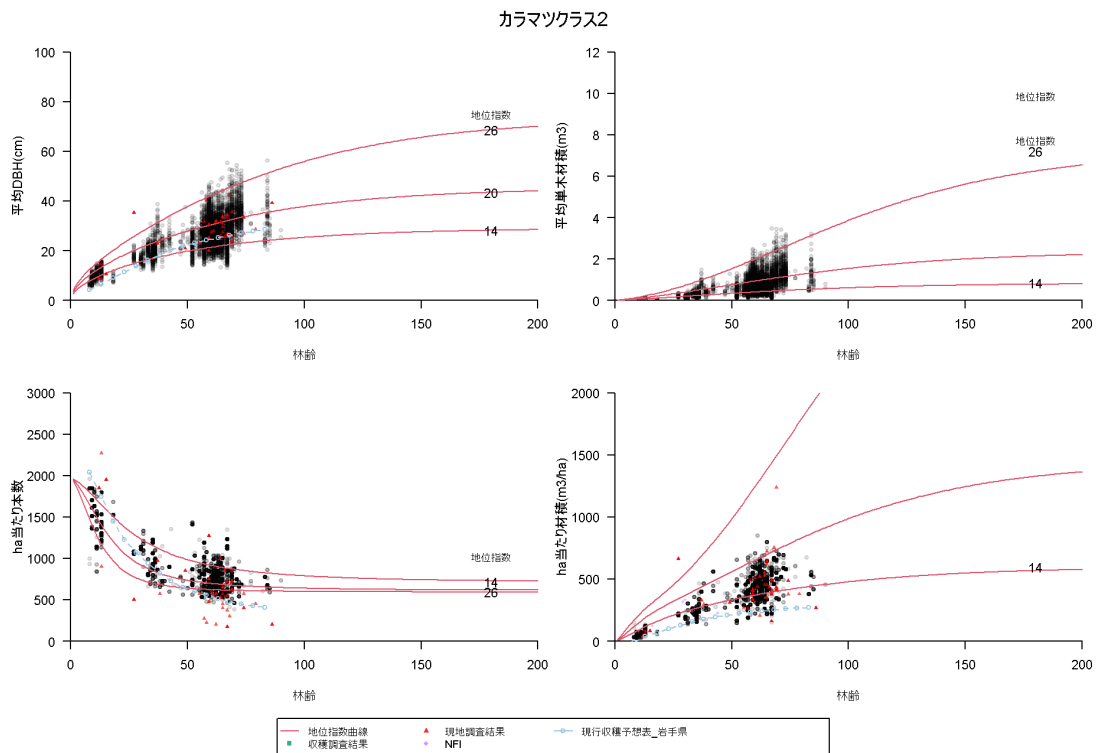 カラマツクラス2
平均DBH(cm)
100
80
60
40
20
0
地位指数
26
20
14
0
50
100
150
200
林齢
平均単木材積(m3)
12
10
8
6
4
2
0
地位指数
地位指数
26
14
0
50
100
150
200
林齢
ha当たり本数
3000
2500
2000
1500
1000
500
0
地位指数
14
26
0
50
100
150
200
林齢
ha当たり材積(m3/ha)
2000
1500
1000
500
0
14
0
50
100
150
200
林齢
地位指数曲線
現地調査結果
現行収穫予想表_岩手県
収穫調査結果
NFI